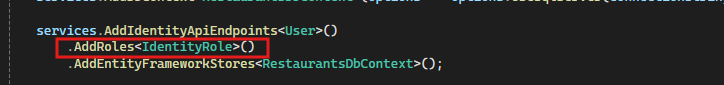 services.AddIdentityApiEndpoints<User>()
.AddRoles<IdentityRole>()
.AddEntityFrameworkStores<RestaurantsDbContext>();